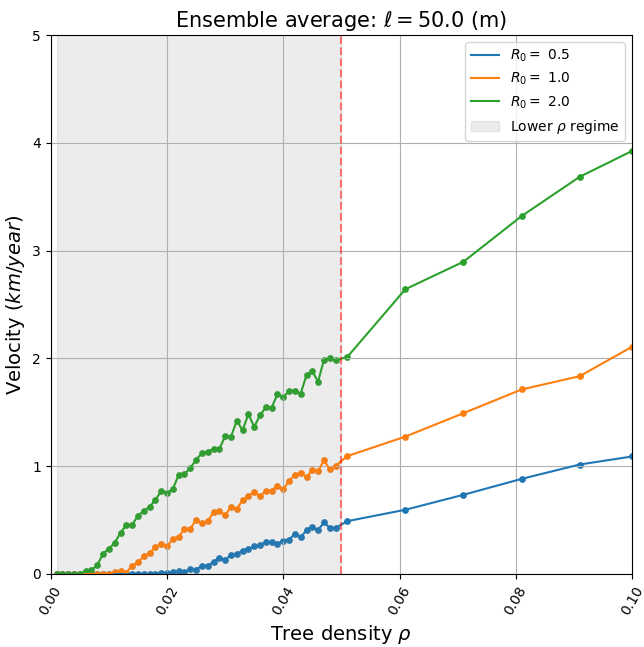 Ensemble average: ℓ = 50.0 (m)
5
4
3
2
1
0
Velocity (km/year)
R₀ = 0.5
R₀ = 1.0
R₀ = 2.0
Lower ρ regime
0.00
0.02
0.04
0.06
0.08
0.10
Tree density ρ